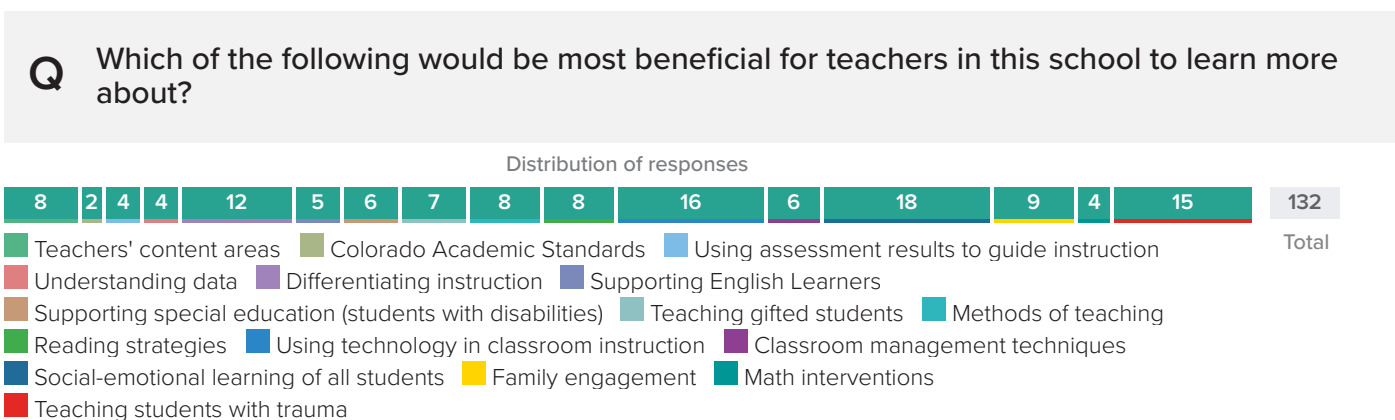 Q Which of the following would be most beneficial for teachers in this school to learn more
about?
Distribution of responses
8 2 4 4 12 5 6 7 8 8 16 6 18 9 4 15 132
Teachers' content areas Colorado Academic Standards Using assessment results to guide instruction Total
Understanding data Differentiating instruction Supporting English Learners
Supporting special education (students with disabilities) Teaching gifted students Methods of teaching
Reading strategies Using technology in classroom instruction Classroom management techniques
Social-emotional learning of all students Family engagement Math interventions
Teaching students with trauma